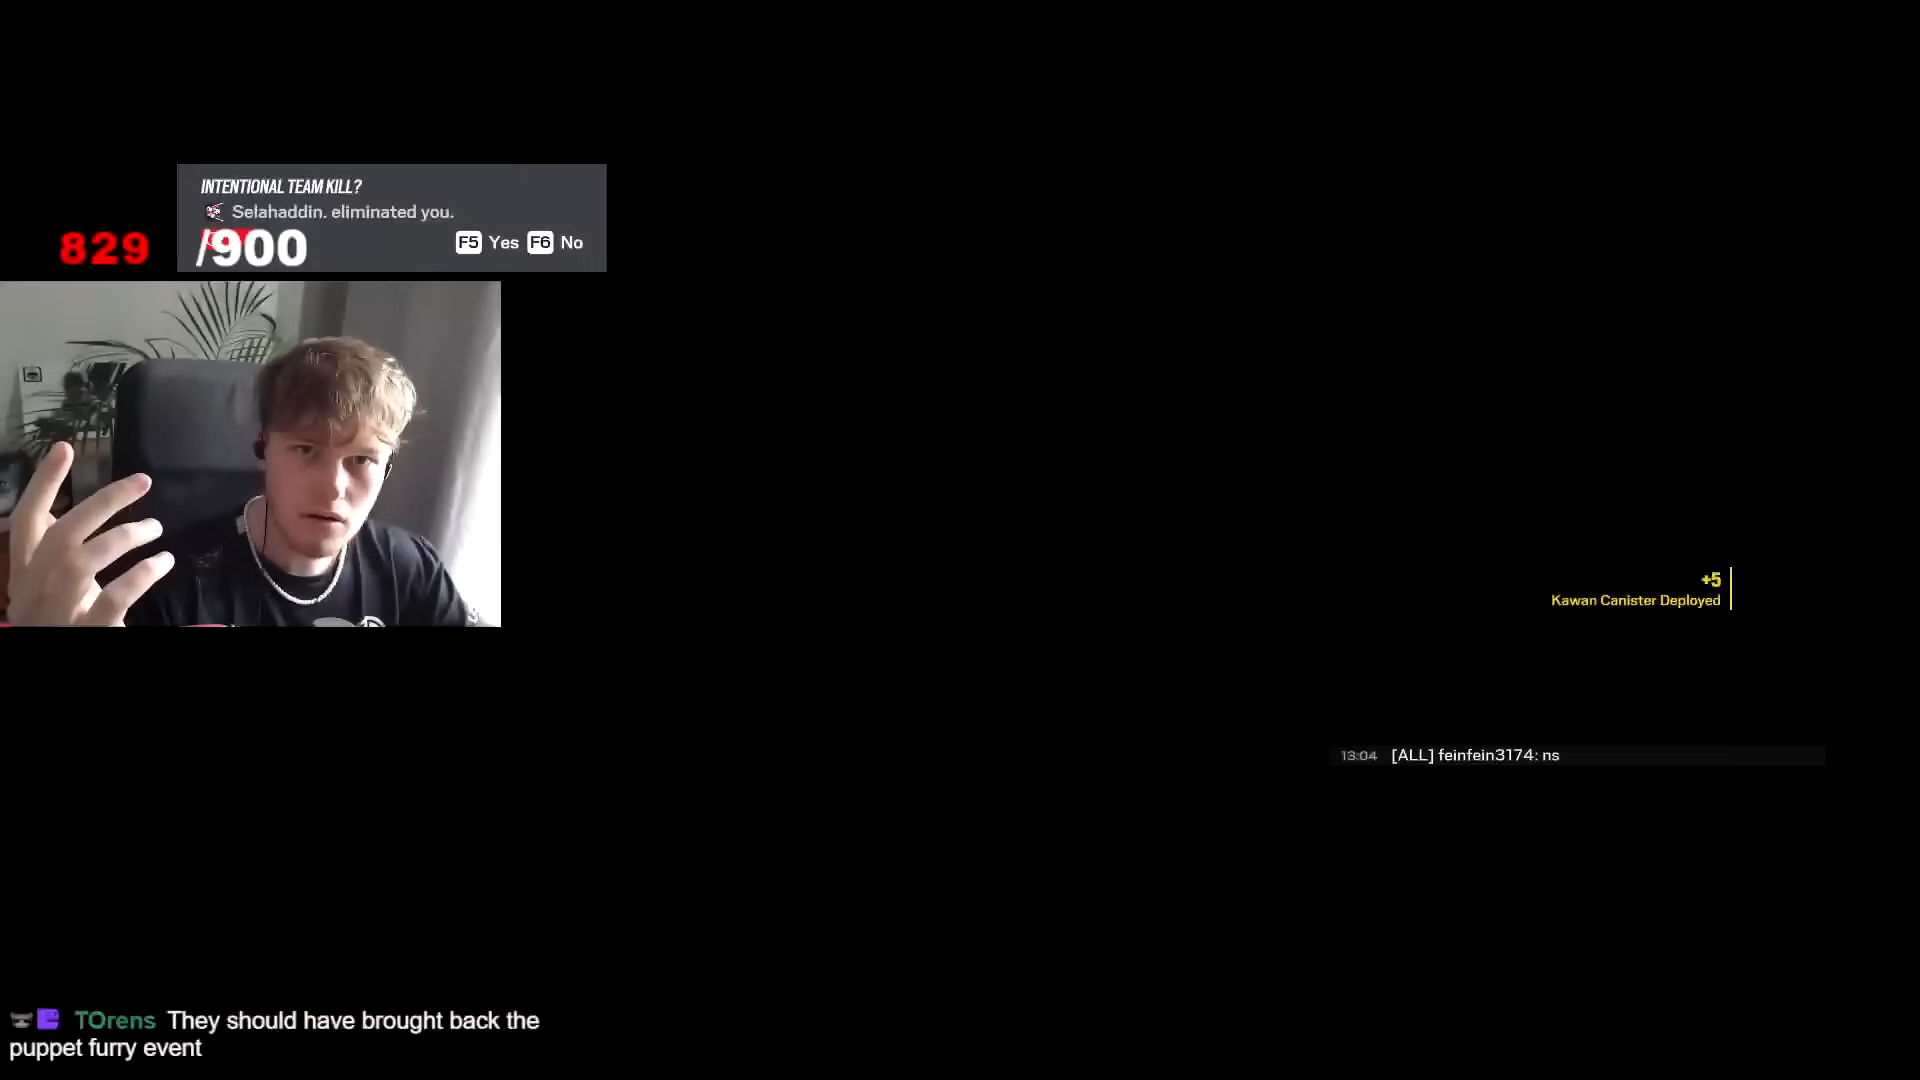 INTENTIONAL TEAM KILL?
Selahaddin. eliminated you.
829 /900
F5 Yes F6 No
+5
Kawan Canister Deployed
13:04 [ALL] feinfein3174: ns
TOrens They should have brought back the
puppet furry event